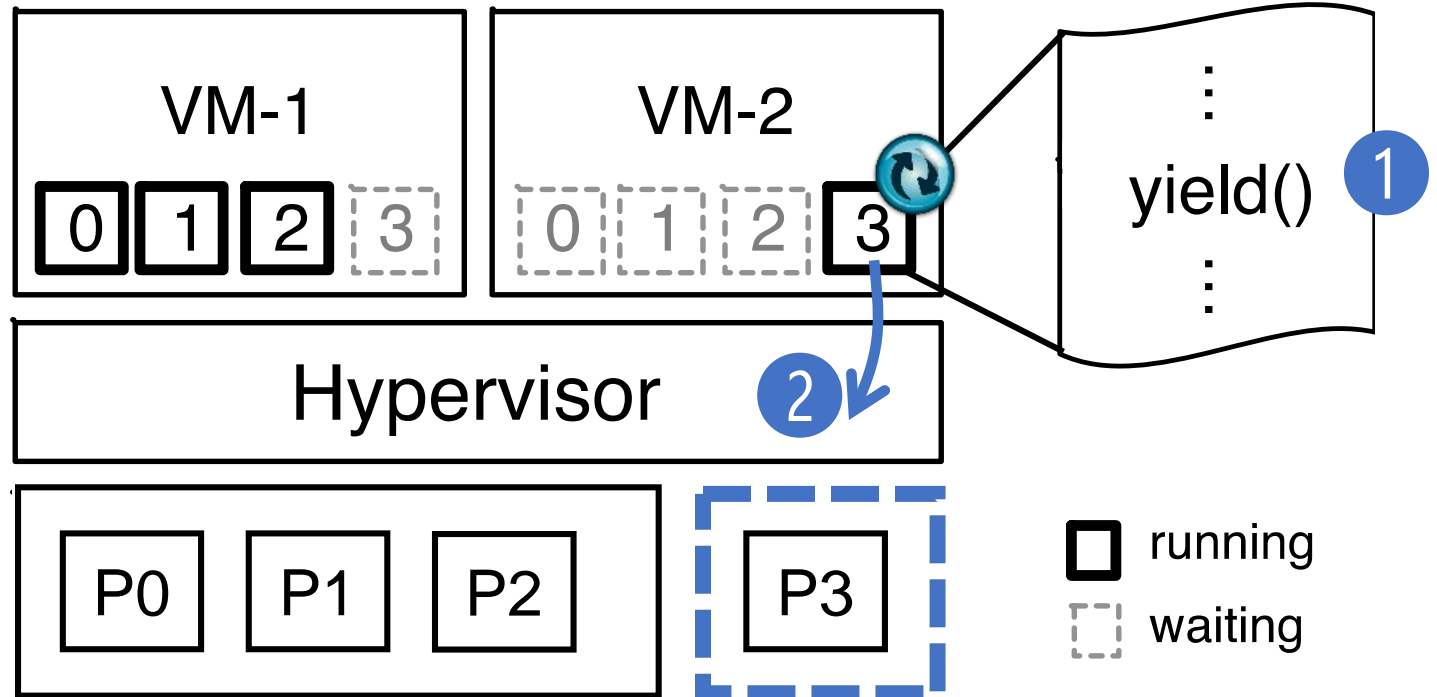 VM-1
0 1 2 3
VM-2
0 1 2 3
⋮
yield()
⋮
1
Hypervisor
2
P0 P1 P2
P3
running
waiting